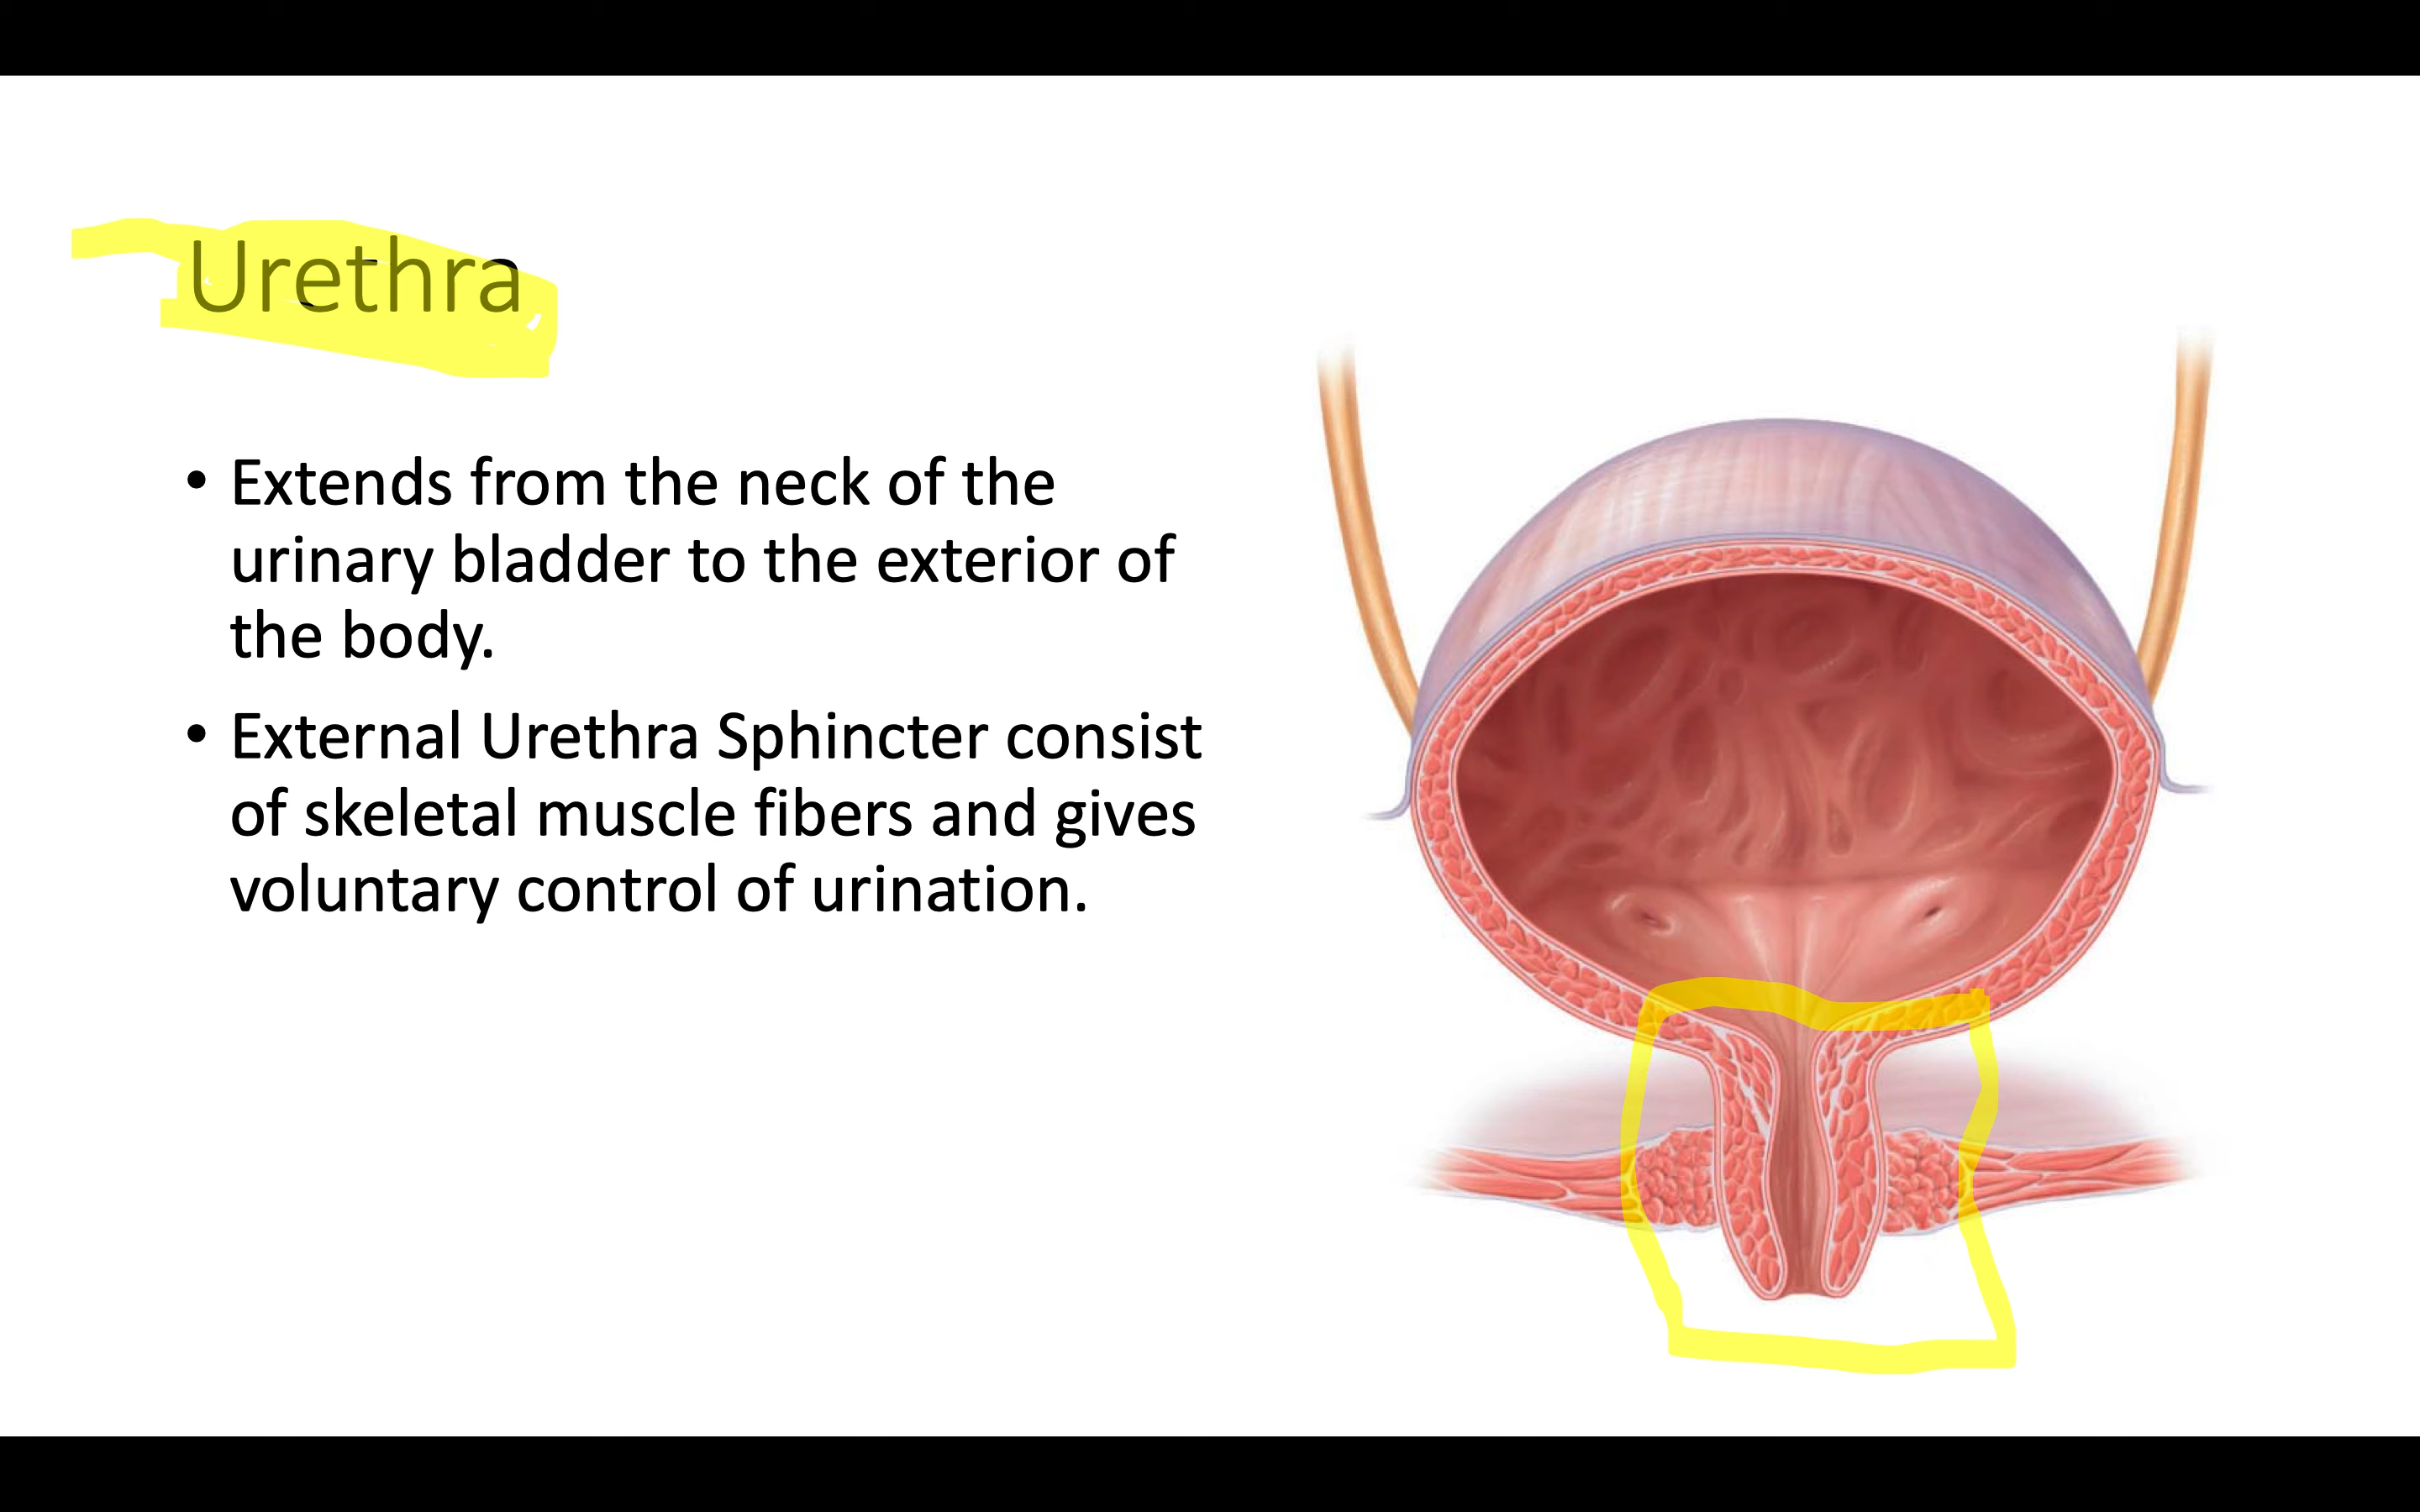 Urethra
• Extends from the neck of the
urinary bladder to the exterior of
the body.
• External Urethra Sphincter consist
of skeletal muscle fibers and gives
voluntary control of urination.